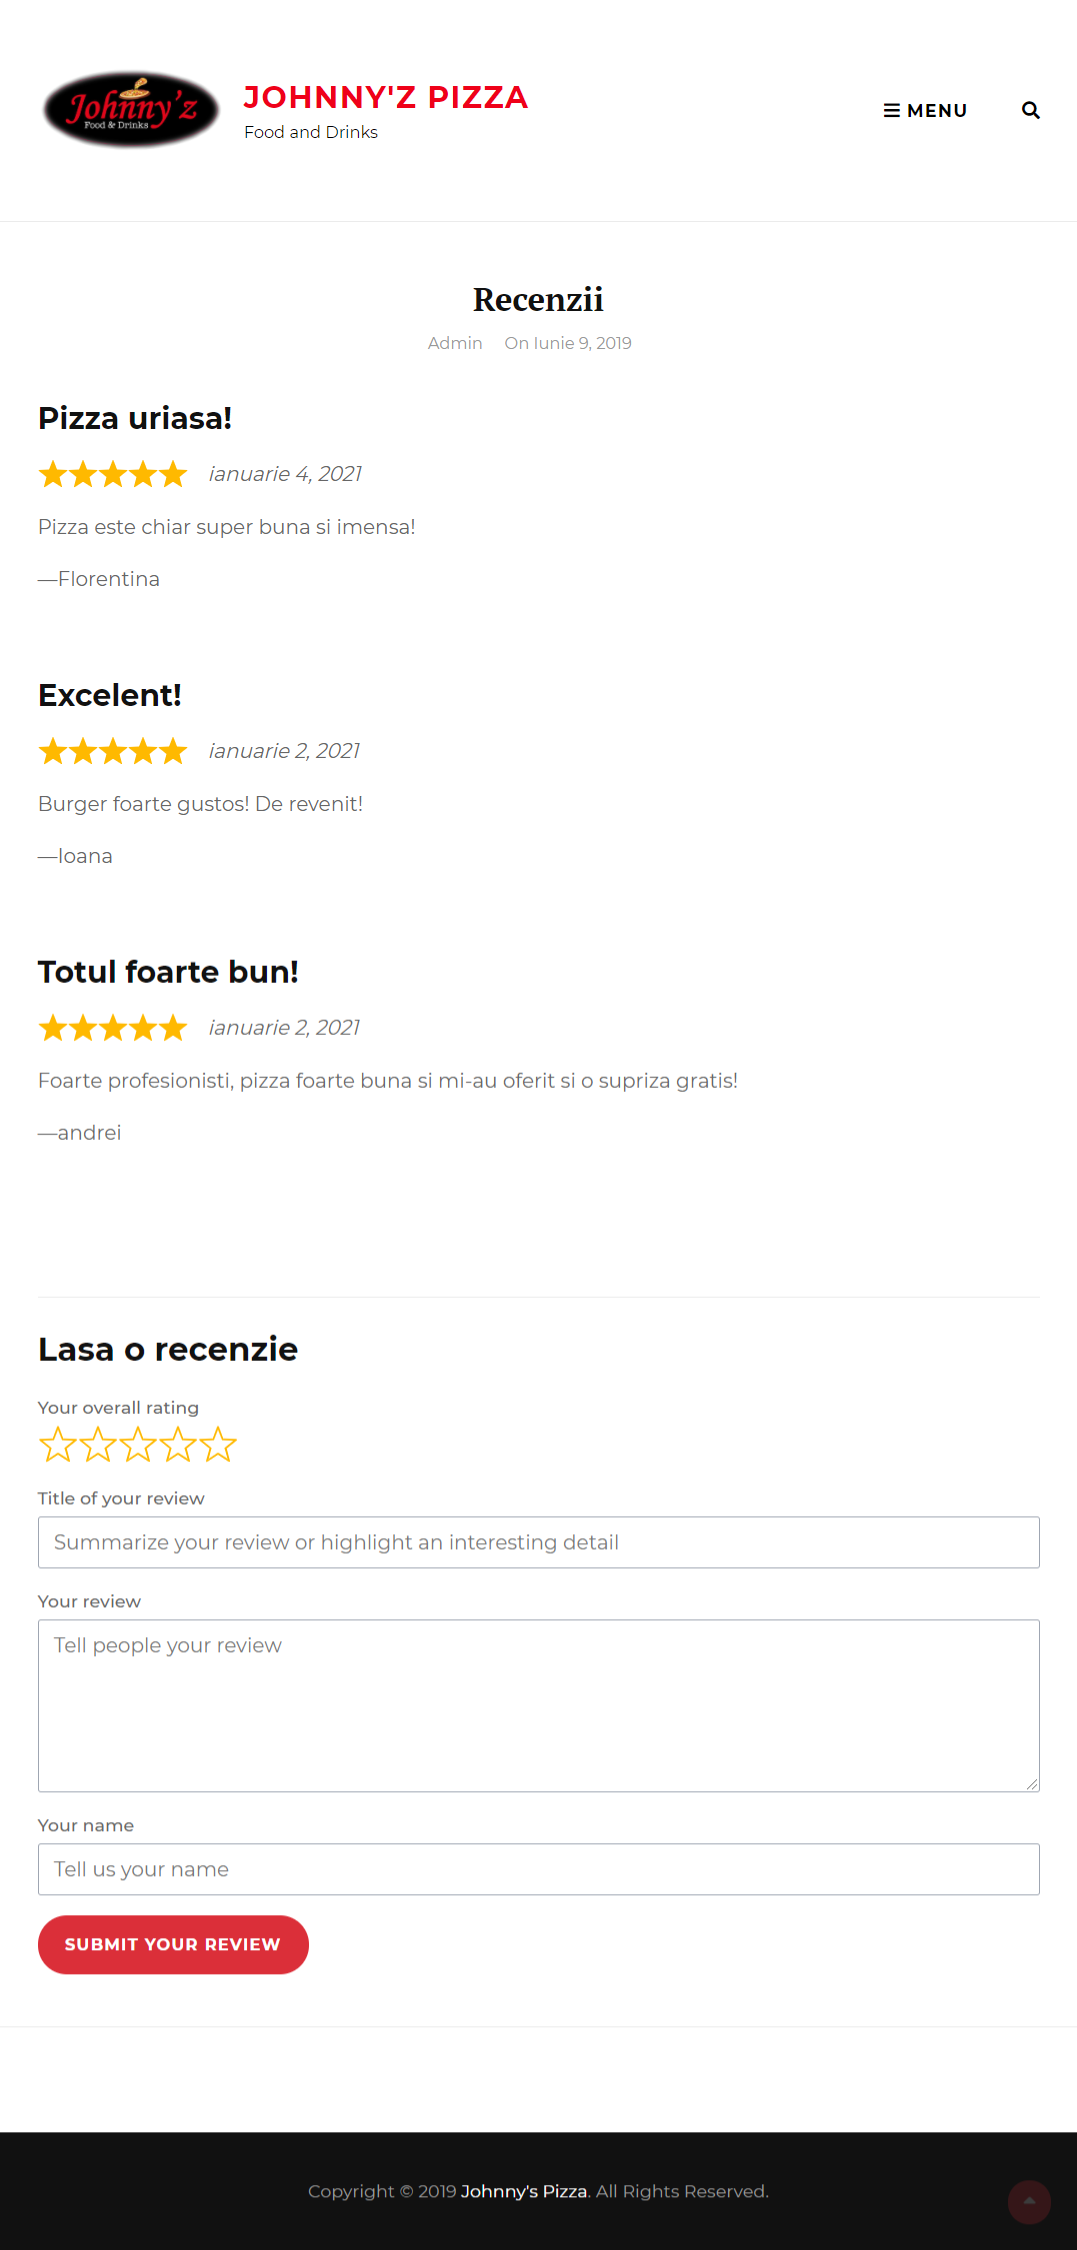 Johnny'z
Food & Drinks
JOHNNY'Z PIZZA
Food and Drinks
MENU
Recenzii
Admin On Iunie 9, 2019
Pizza uriasa!
ianuarie 4, 2021
Pizza este chiar super buna si imensa!
—Florentina
Excelent!
ianuarie 2, 2021
Burger foarte gustos! De revenit!
—Ioana
Totul foarte bun!
ianuarie 2, 2021
Foarte profesionisti, pizza foarte buna si mi-au oferit si o supriza gratis!
—andrei
Lasa o recenzie
Your overall rating
Title of your review
Summarize your review or highlight an interesting detail
Your review
Tell people your review
Your name
Tell us your name
SUBMIT YOUR REVIEW
Copyright © 2019 Johnny's Pizza. All Rights Reserved.